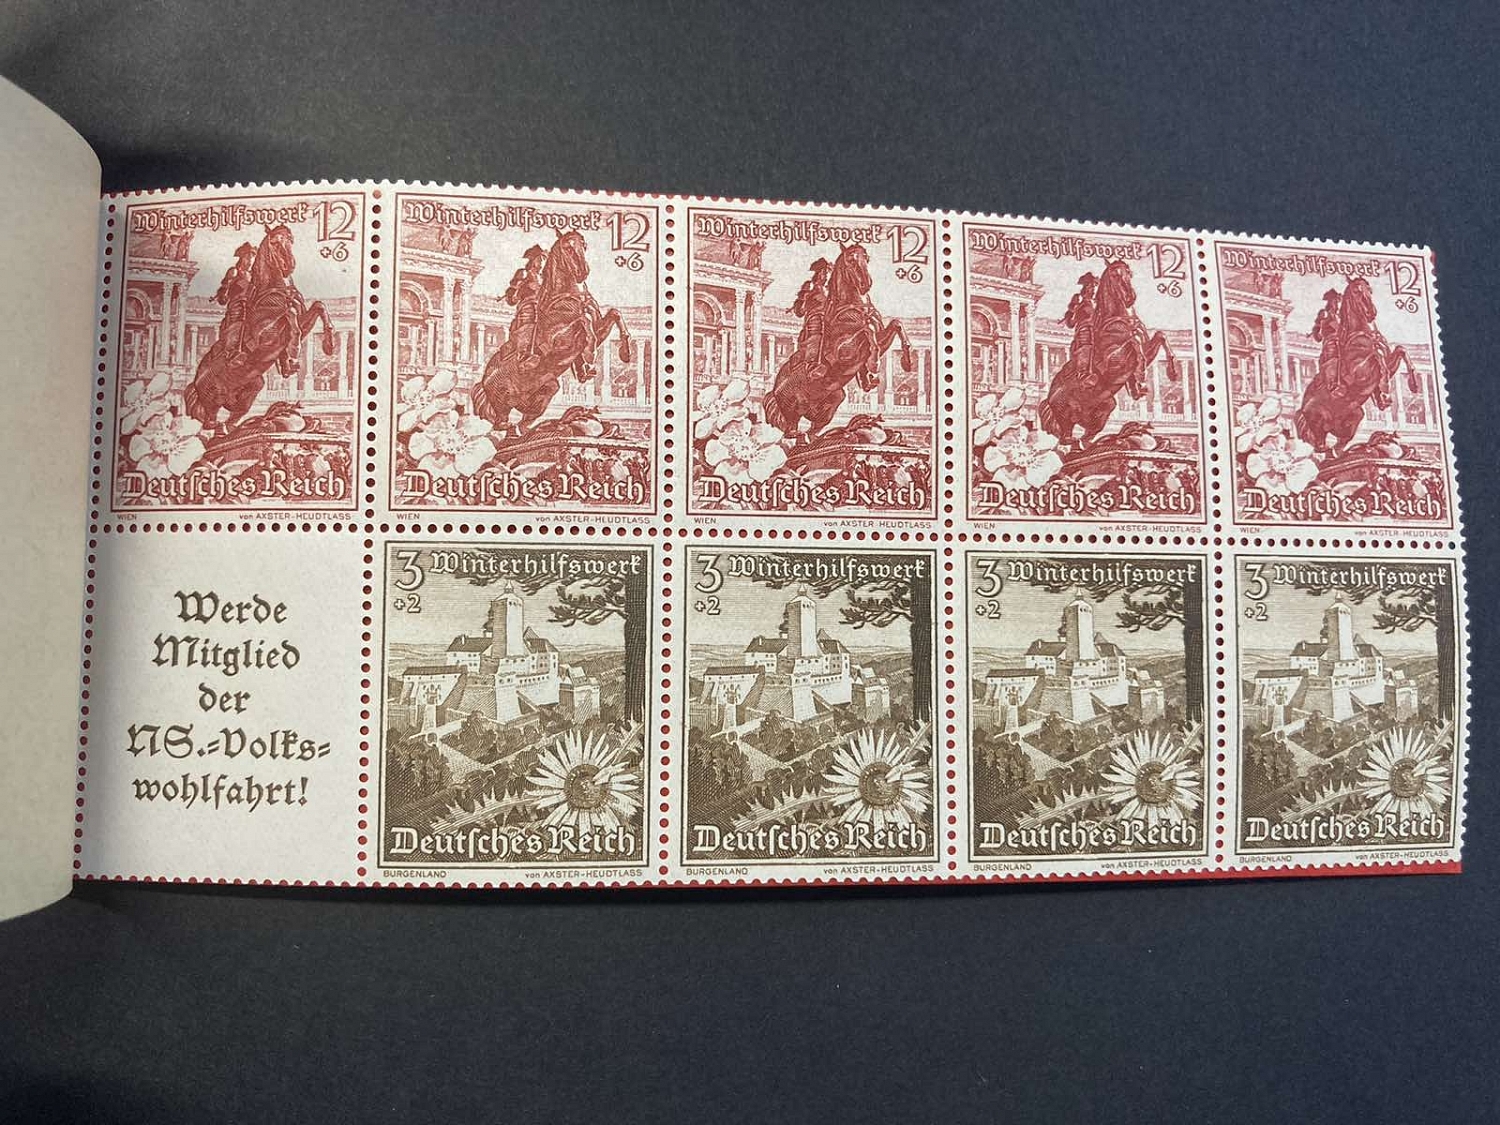 Winterhilfswerk 12
+6
Deutsches Reich
WIEN von AXSTER-HEUDTLASS
Winterhilfswerk 12
+6
Deutsches Reich
WIEN von AXSTER-HEUDTLASS
Winterhilfswerk 12
+6
Deutsches Reich
WIEN von AXSTER-HEUDTLASS
Winterhilfswerk 12
+6
Deutsches Reich
WIEN von AXSTER-HEUDTLASS
Winterhilfswerk 12
+6
Deutsches Reich
WIEN von AXSTER-HEUDTLASS
Werde
Mitglied
der
NS.=Volks=
wohlfahrt!
3 Winterhilfswerk
+2
Deutsches Reich
BURGENLAND von AXSTER-HEUDTLASS
3 Winterhilfswerk
+2
Deutsches Reich
BURGENLAND von AXSTER-HEUDTLASS
3 Winterhilfswerk
+2
Deutsches Reich
BURGENLAND von AXSTER-HEUDTLASS
3 Winterhilfswerk
+2
Deutsches Reich
BURGENLAND von AXSTER-HEUDTLASS